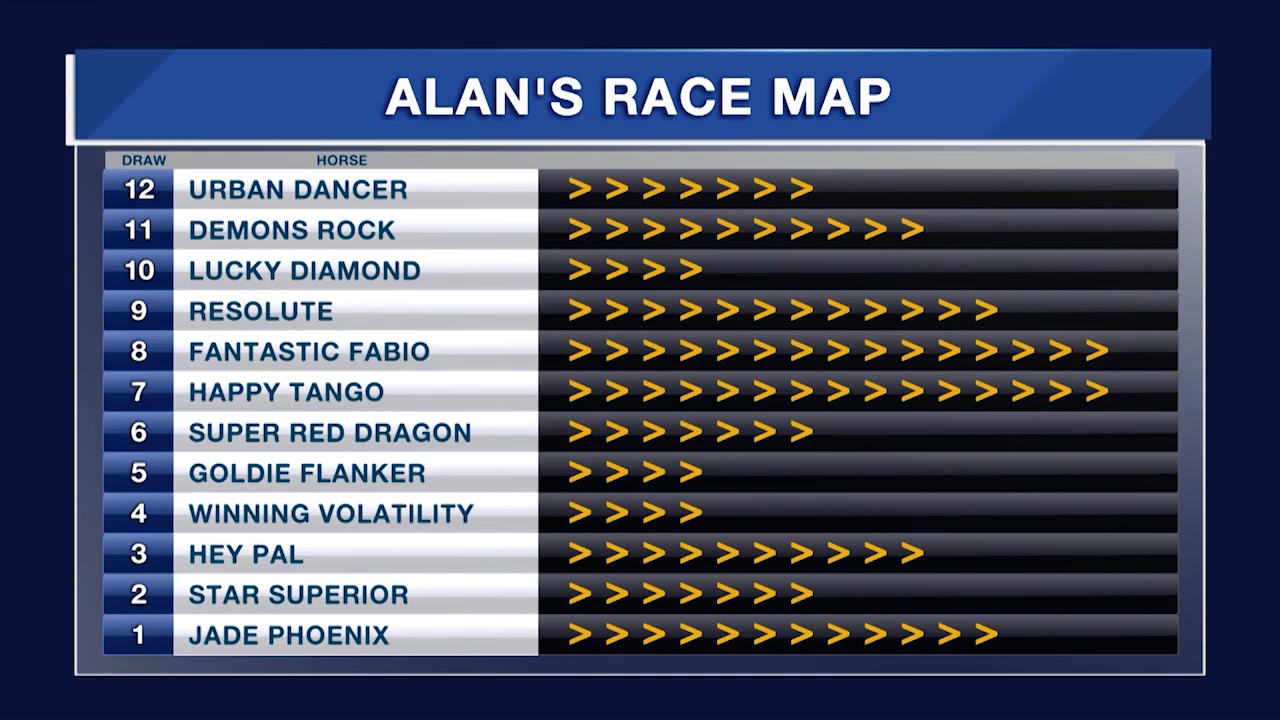 ALAN'S RACE MAP
DRAW HORSE
12 URBAN DANCER > > > > > > >
11 DEMONS ROCK > > > > > > > > > >
10 LUCKY DIAMOND > > > >
9 RESOLUTE > > > > > > > > > > > >
8 FANTASTIC FABIO > > > > > > > > > > > > > > >
7 HAPPY TANGO > > > > > > > > > > > > > > >
6 SUPER RED DRAGON > > > > > > >
5 GOLDIE FLANKER > > > >
4 WINNING VOLATILITY > > > >
3 HEY PAL > > > > > > > > > >
2 STAR SUPERIOR > > > > > > >
1 JADE PHOENIX > > > > > > > > > > > >